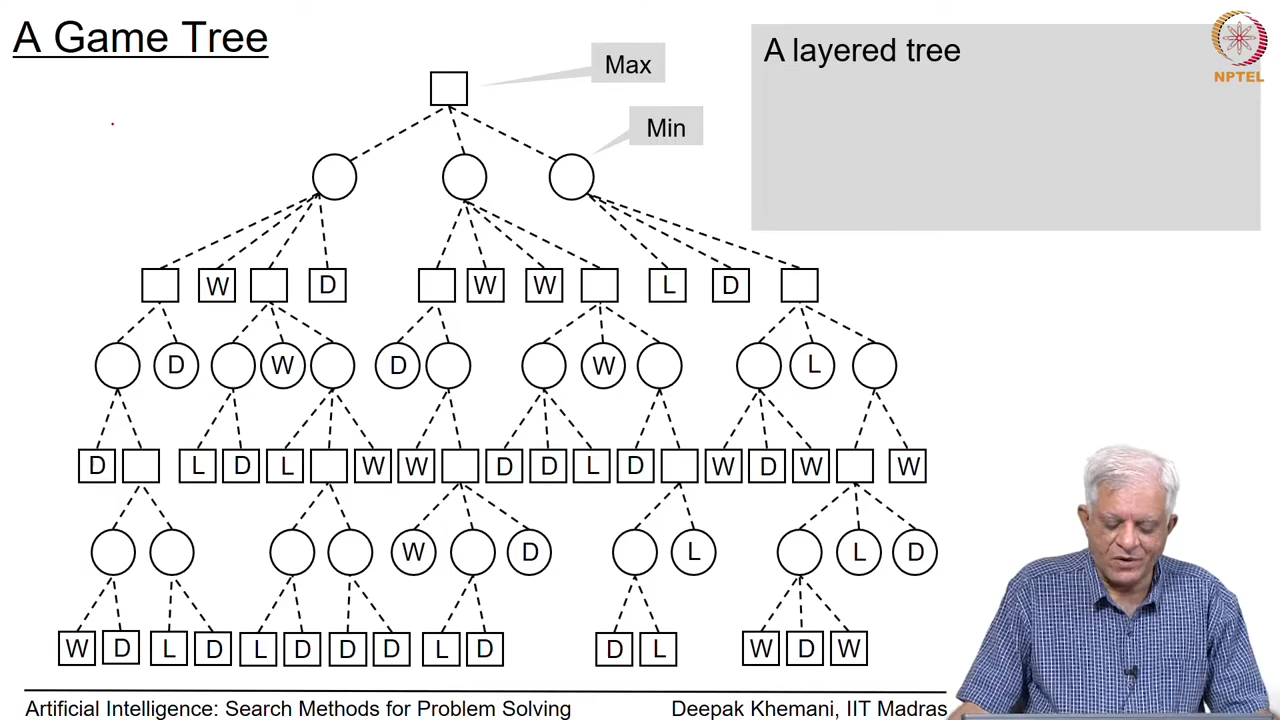 A Game Tree
A layered tree
NPTEL
Max
Min
W D W W L D
D W D W L
D L D L W W D D L D W D W W
W D L L D
W D L D L D D D L D D L W D W
Artificial Intelligence: Search Methods for Problem Solving Deepak Khemani, IIT Madras